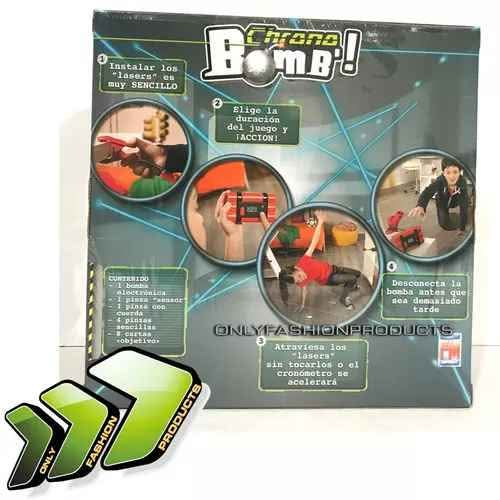 Chrono
BOMB'!
1
Instalar los
"lasers" es
muy SENCILLO
2
Elige la
duración
del juego y
¡ACCION!
CONTENIDO
- 1 bomba
electrónica
- 1 pinza "sensor"
- 1 pinza con
cuerda
- 4 pinzas
sencillas
- 8 cartas
«objetivo»
4
Desconecta la
bomba antes que
sea demasiado
tarde
ONLYFASHIONPRODUCTS
3
Atraviesa los
"lasers"
sin tocarlos o el
cronómetro se
acelerará
ONLY
FASHION
PRODUCTS